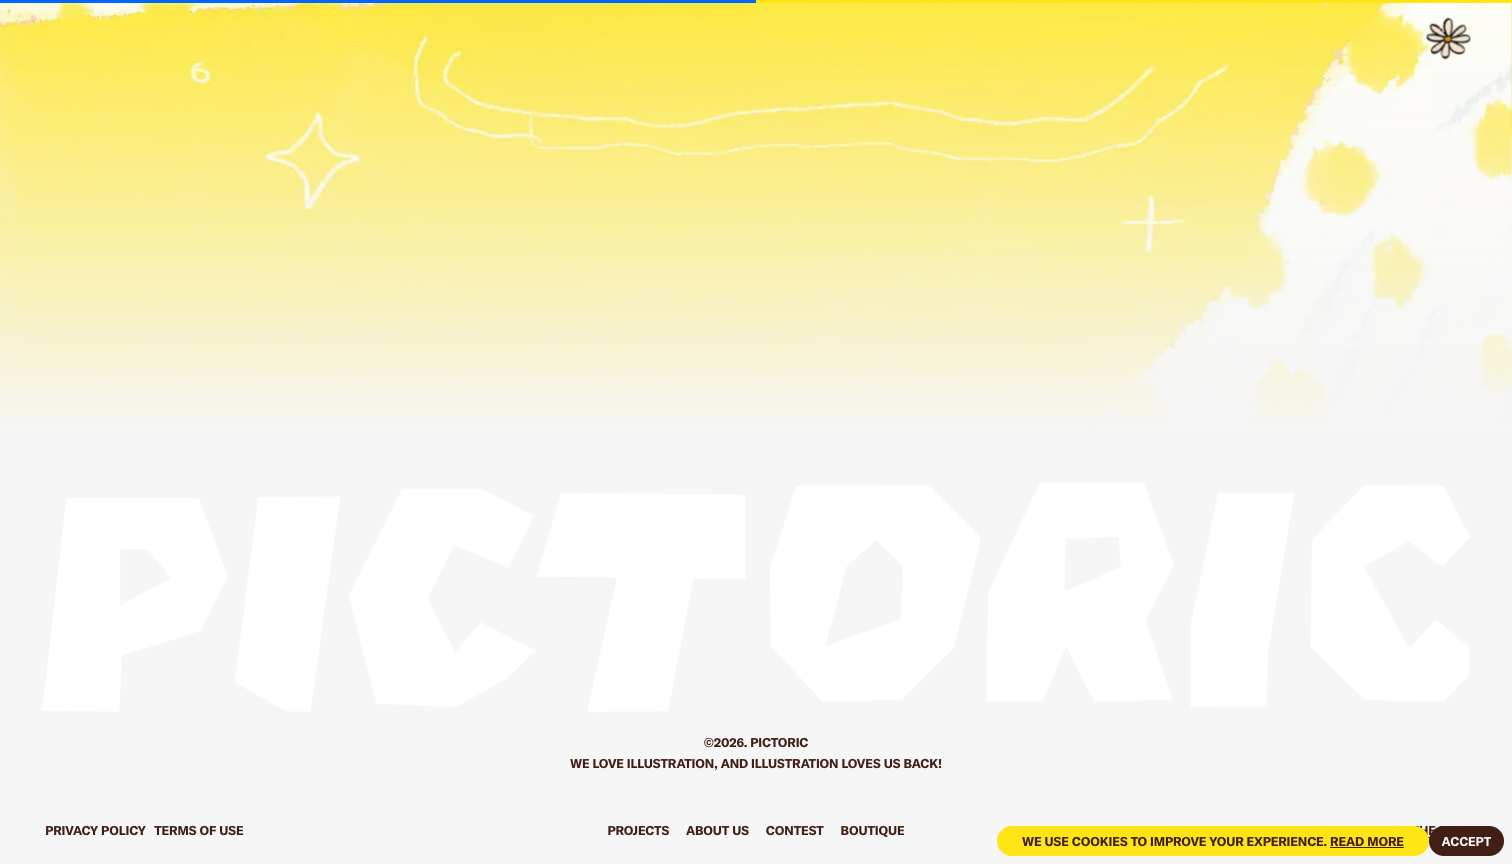 6
PICTORIC
©2026. PICTORIC
WE LOVE ILLUSTRATION, AND ILLUSTRATION LOVES US BACK!
PRIVACY POLICY TERMS OF USE
PROJECTS ABOUT US CONTEST BOUTIQUE
WE USE COOKIES TO IMPROVE YOUR EXPERIENCE. READ MORE
ACCEPT